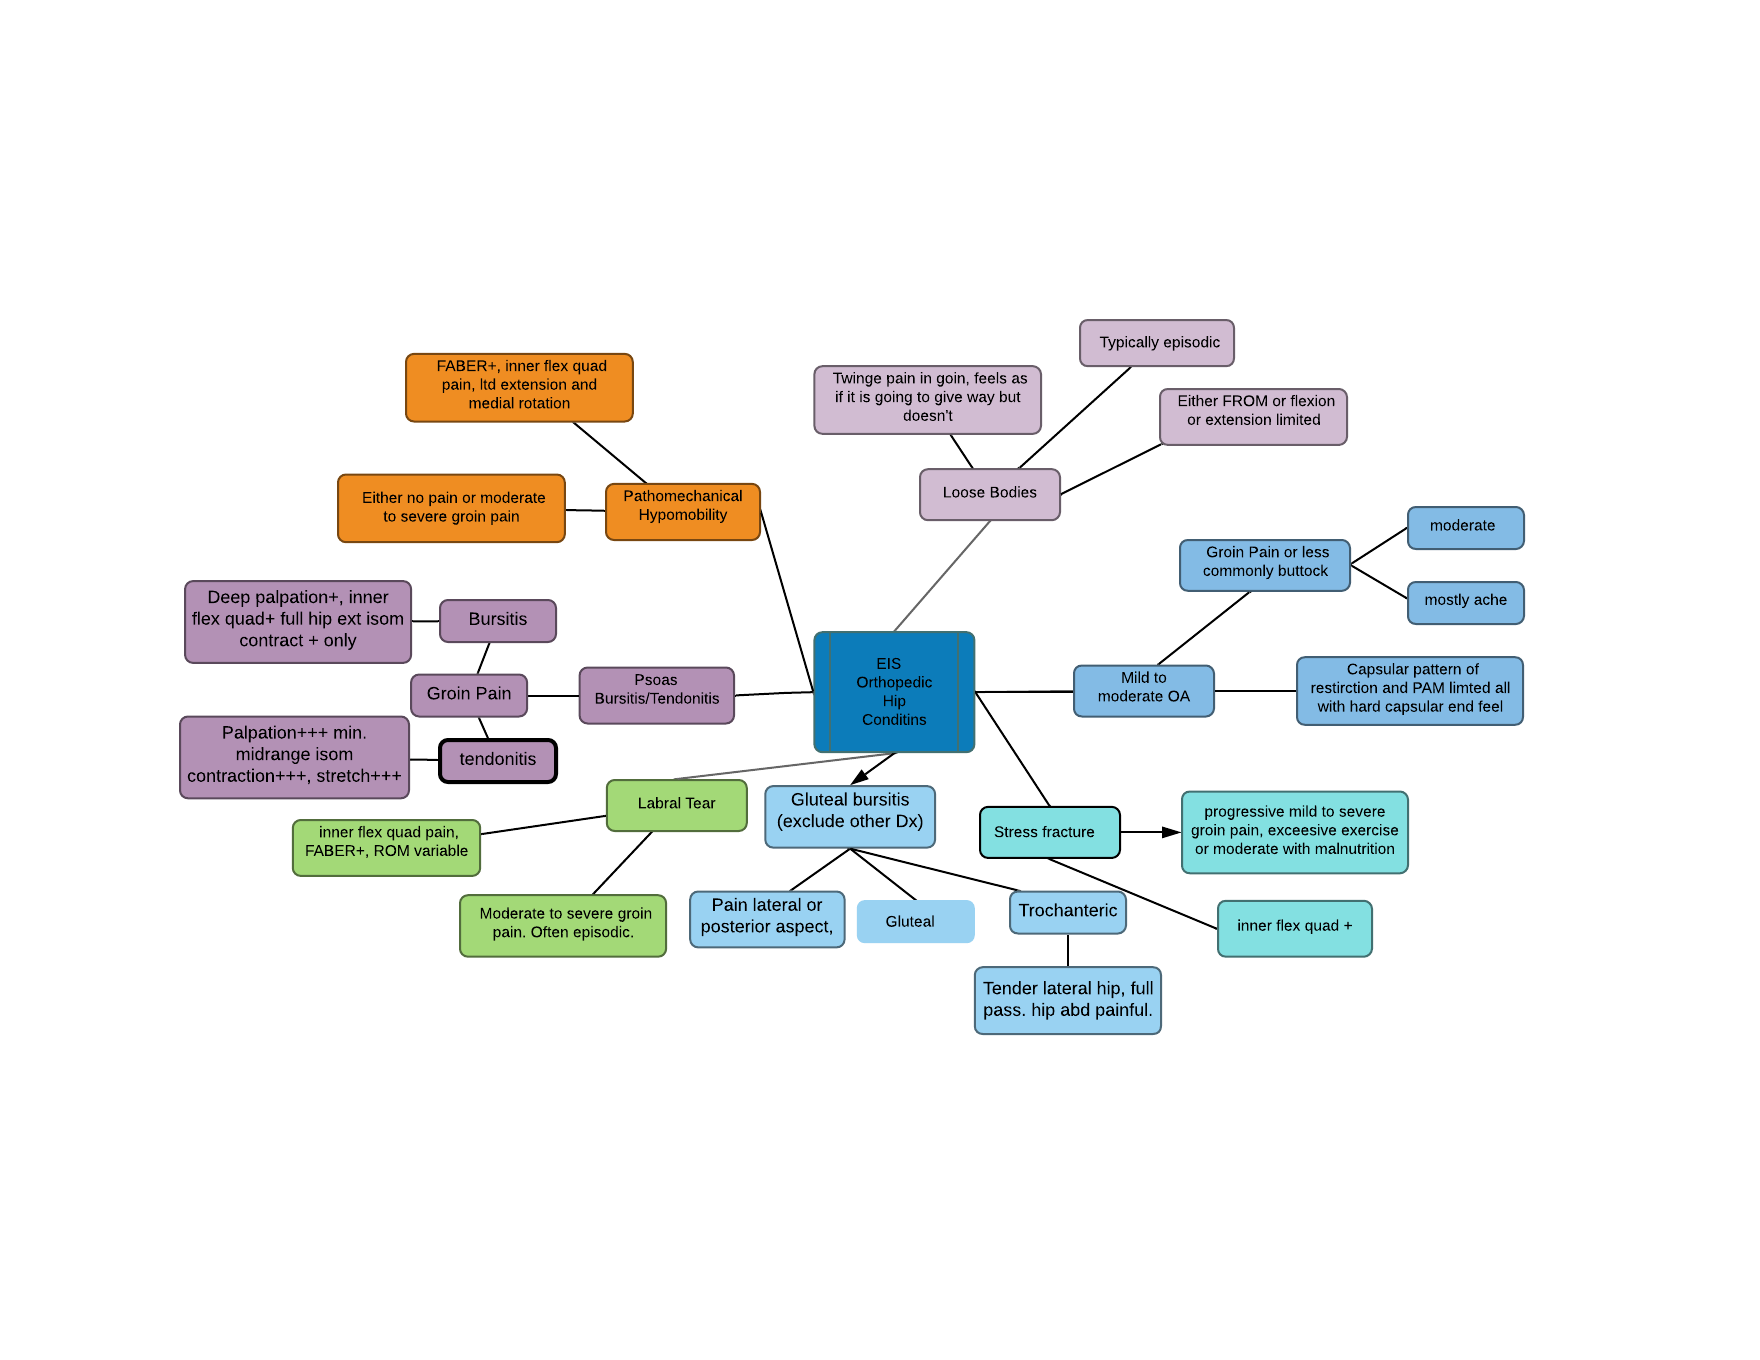 Typically episodic
FABER+, inner flex quad
pain, ltd extension and
medial rotation
Twinge pain in goin, feels as
if it is going to give way but
doesn't
Either FROM or flexion
or extension limited
Either no pain or moderate
to severe groin pain
Pathomechanical
Hypomobility
Loose Bodies
moderate
Groin Pain or less
commonly buttock
mostly ache
Deep palpation+, inner
flex quad+ full hip ext isom
contract + only
Bursitis
Groin Pain
Psoas
Bursitis/Tendonitis
EIS
Orthopedic
Hip
Conditins
Mild to
moderate OA
Capsular pattern of
restirction and PAM limted all
with hard capsular end feel
Palpation+++ min.
midrange isom
contraction+++, stretch+++
tendonitis
Labral Tear
Gluteal bursitis
(exclude other Dx)
Stress fracture
progressive mild to severe
groin pain, exceesive exercise
or moderate with malnutrition
inner flex quad pain,
FABER+, ROM variable
Moderate to severe groin
pain. Often episodic.
Pain lateral or
posterior aspect,
Gluteal
Trochanteric
inner flex quad +
Tender lateral hip, full
pass. hip abd painful.